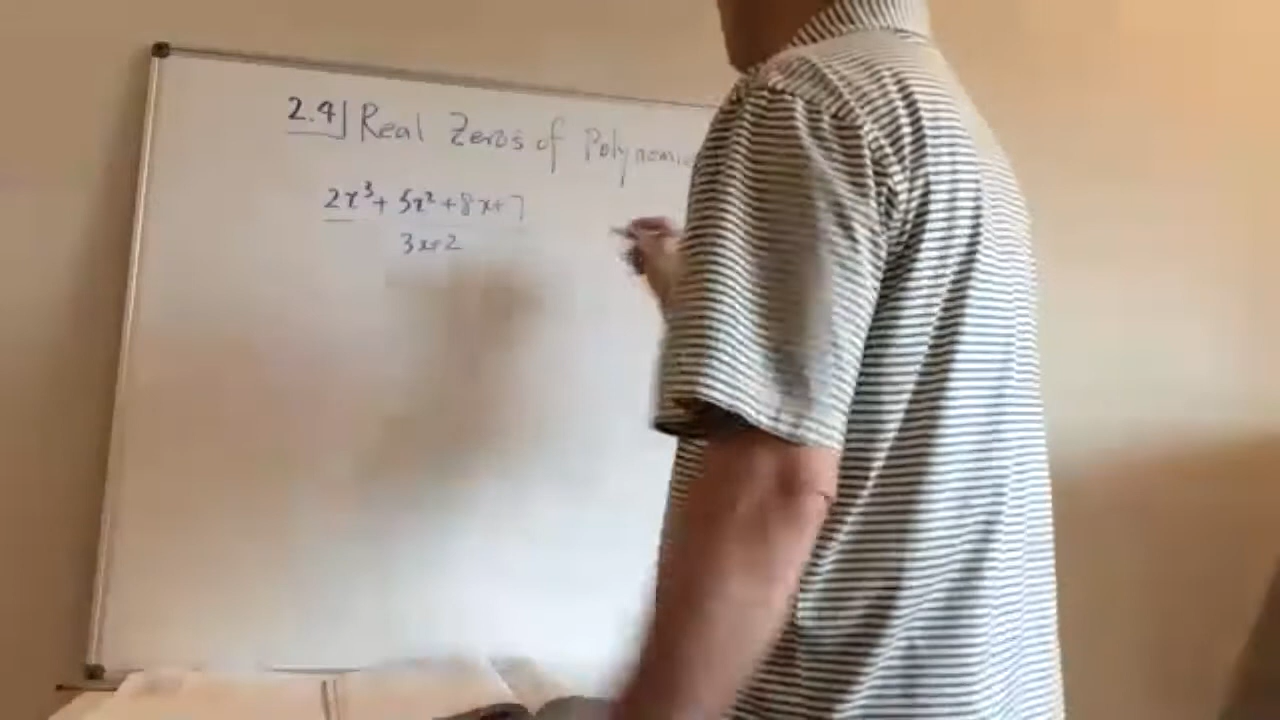 2.4 Real Zeros of Polynomi
2x³ + 5x² + 8x + 7
3x+2